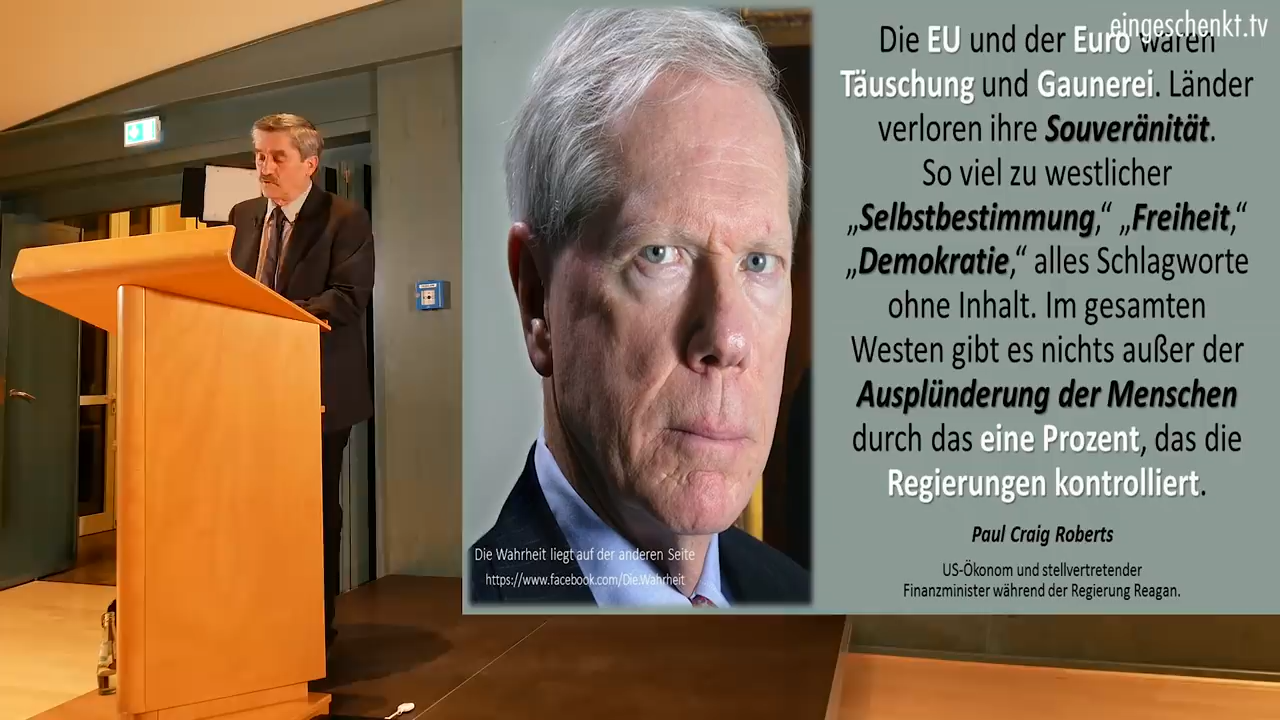 eingeschenkt.tv
Die EU und der Euro waren
Täuschung und Gaunerei. Länder
verloren ihre Souveränität.
So viel zu westlicher
„Selbstbestimmung,“ „Freiheit,“
„Demokratie,“ alles Schlagworte
ohne Inhalt. Im gesamten
Westen gibt es nichts außer der
Ausplünderung der Menschen
durch das eine Prozent, das die
Regierungen kontrolliert.
Paul Craig Roberts
US-Ökonom und stellvertretender
Finanzminister während der Regierung Reagan.
Die Wahrheit liegt auf der anderen Seite
https://www.facebook.com/Die.Wahrheit